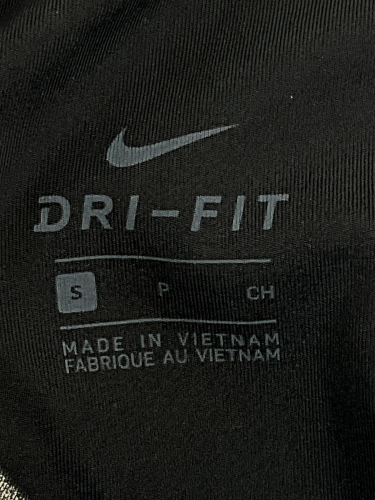 DRI-FIT
S P CH
MADE IN VIETNAM
FABRIQUE AU VIETNAM